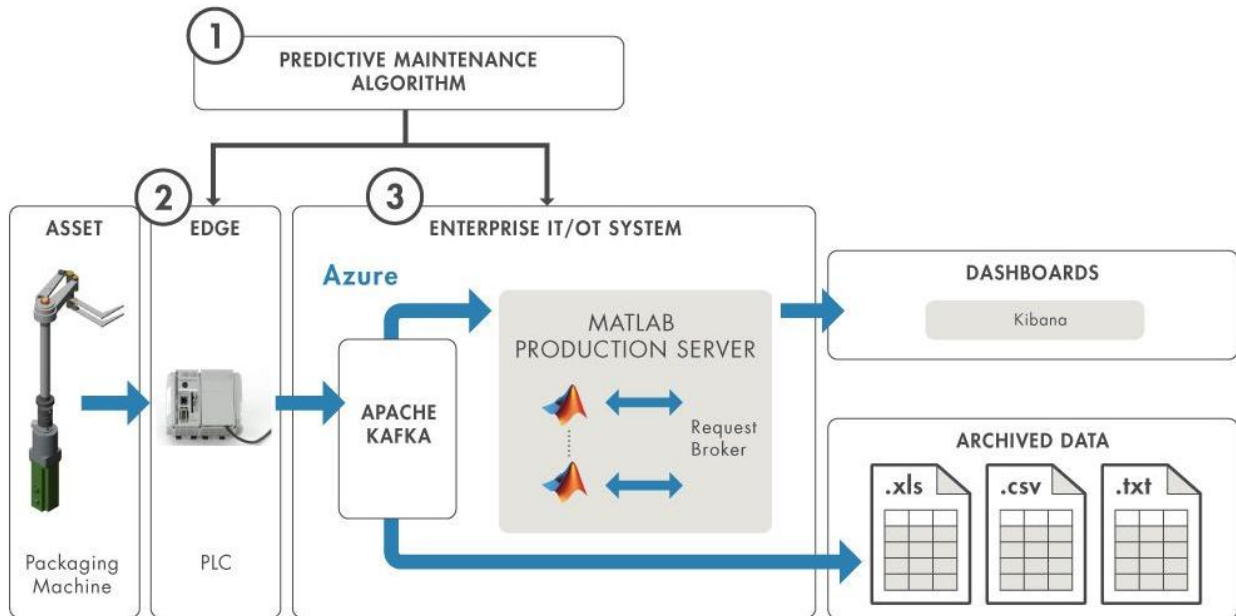 1
PREDICTIVE MAINTENANCE
ALGORITHM
2
3
ASSET
EDGE
ENTERPRISE IT/OT SYSTEM
Azure
MATLAB
PRODUCTION SERVER
APACHE
KAFKA
Request
Broker
Packaging
Machine
PLC
DASHBOARDS
Kibana
ARCHIVED DATA
.xls
.csv
.txt